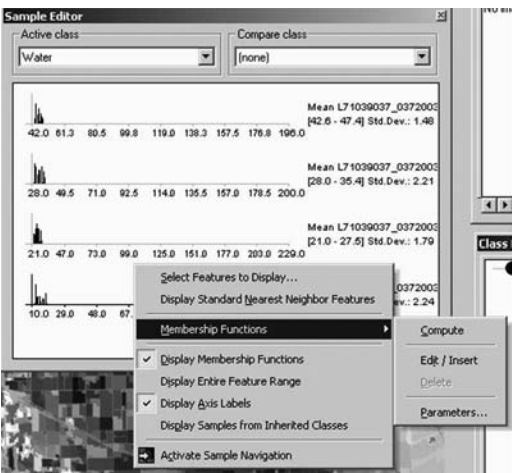 Sample Editor
Active class
Compare class
Water
(none)
Mean L71039037_0372003
[42.6 - 47.4] Std.Dev.: 1.48
42.0 61.3 80.5 99.8 119.0 138.3 157.5 176.8 196.0
Mean L71039037_0372003
[28.0 - 35.4] Std.Dev.: 2.21
28.0 49.5 71.0 92.5 114.0 135.5 157.0 178.5 200.0
Mean L71039037_0372003
[21.0 - 27.5] Std.Dev.: 1.79
21.0 47.0 73.0 99.0 125.0 151.0 177.0 203.0 229.0
0372003
ev.: 2.24
10.0 29.0 48.0 67.
Select Features to Display...
Display Standard Nearest Neighbor Features
Membership Functions
Compute
Display Membership Functions
Edit / Insert
Display Entire Feature Range
Delete
Display Axis Labels
Parameters...
Display Samples from Inherited Classes
Activate Sample Navigation
Class